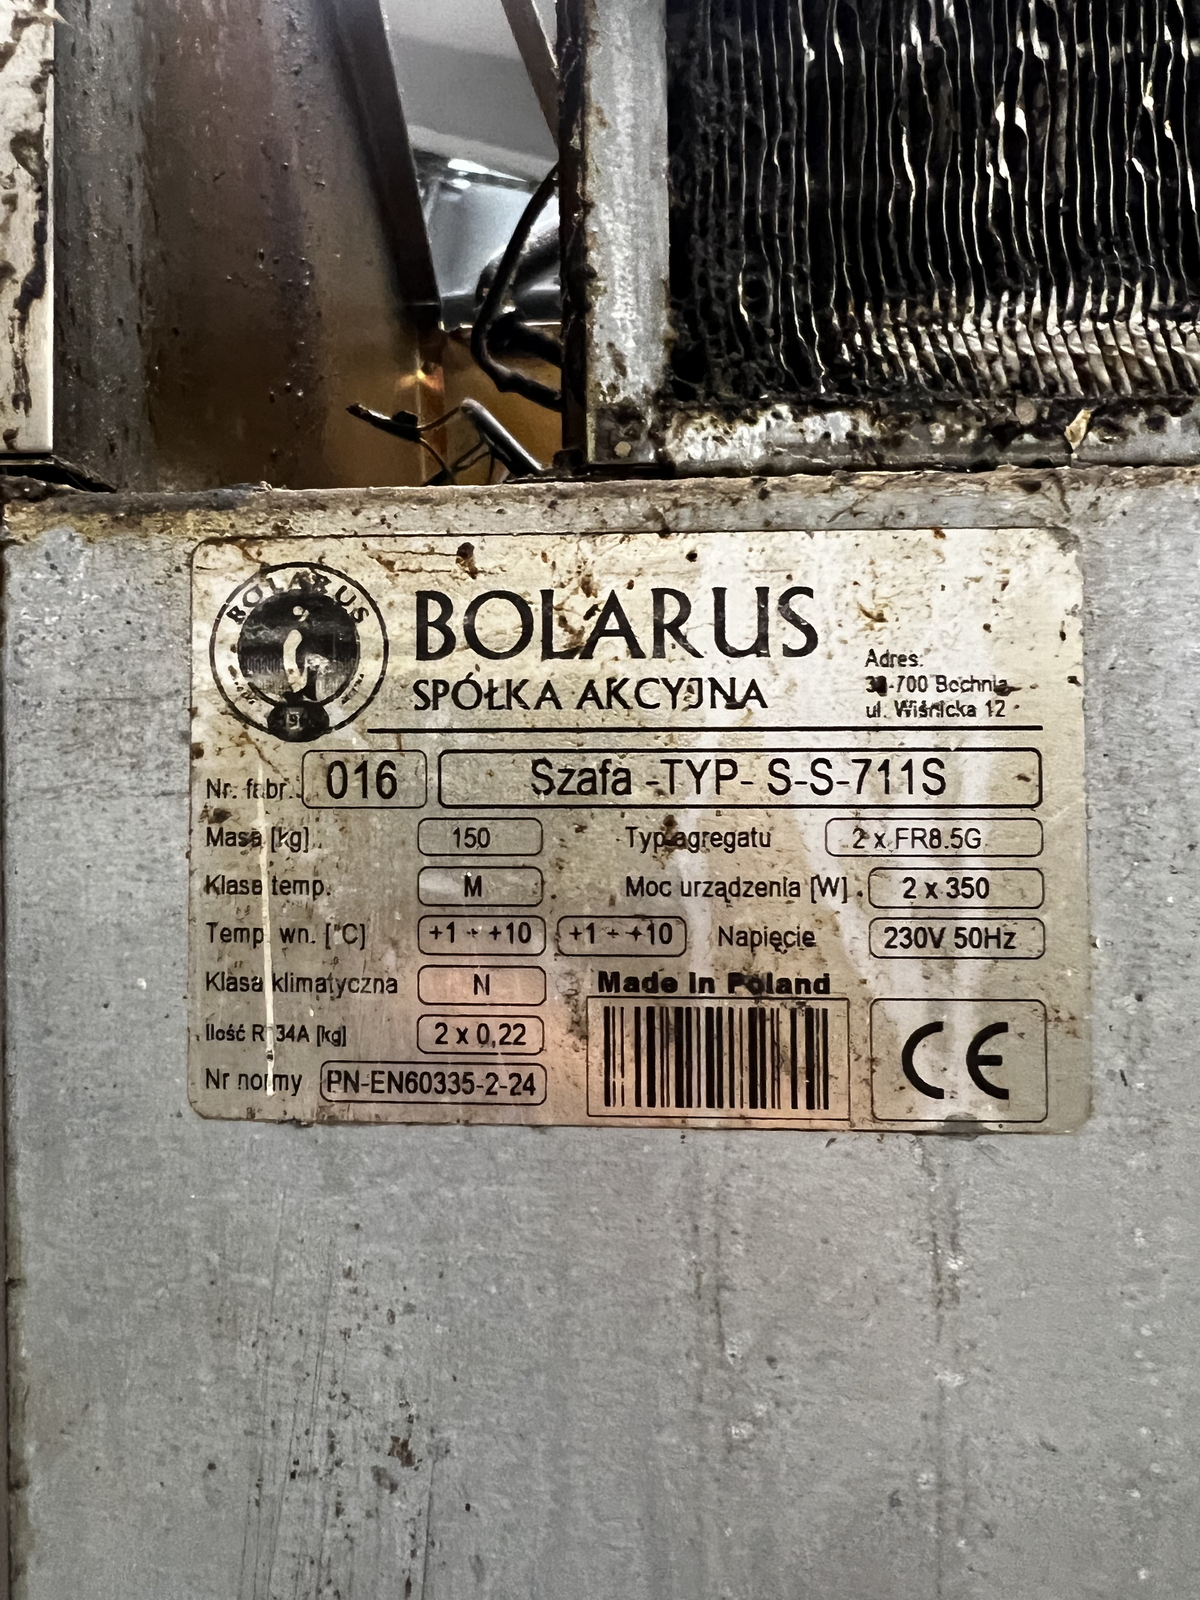 BOLARUS
BOLARUS
SPÓŁKA AKCYJNA
Adres:
-700 Bochnia
ul. Wiśnicka 12
Nr. fabr. 016 Szafa -TYP- S-S-711S
Masa [kg] 150 Typ agregatu 2 x FR8.5G
Klasa temp. M Moc urządzenia [W] 2 x 350
Temp. wn. [°C] +1 ÷ +10 +1 ÷ +10 Napięcie 230V 50Hz
Klasa klimatyczna N Made in Poland
Ilość R134A [kg] 2 x 0,22
Nr normy PN-EN60335-2-24
CE